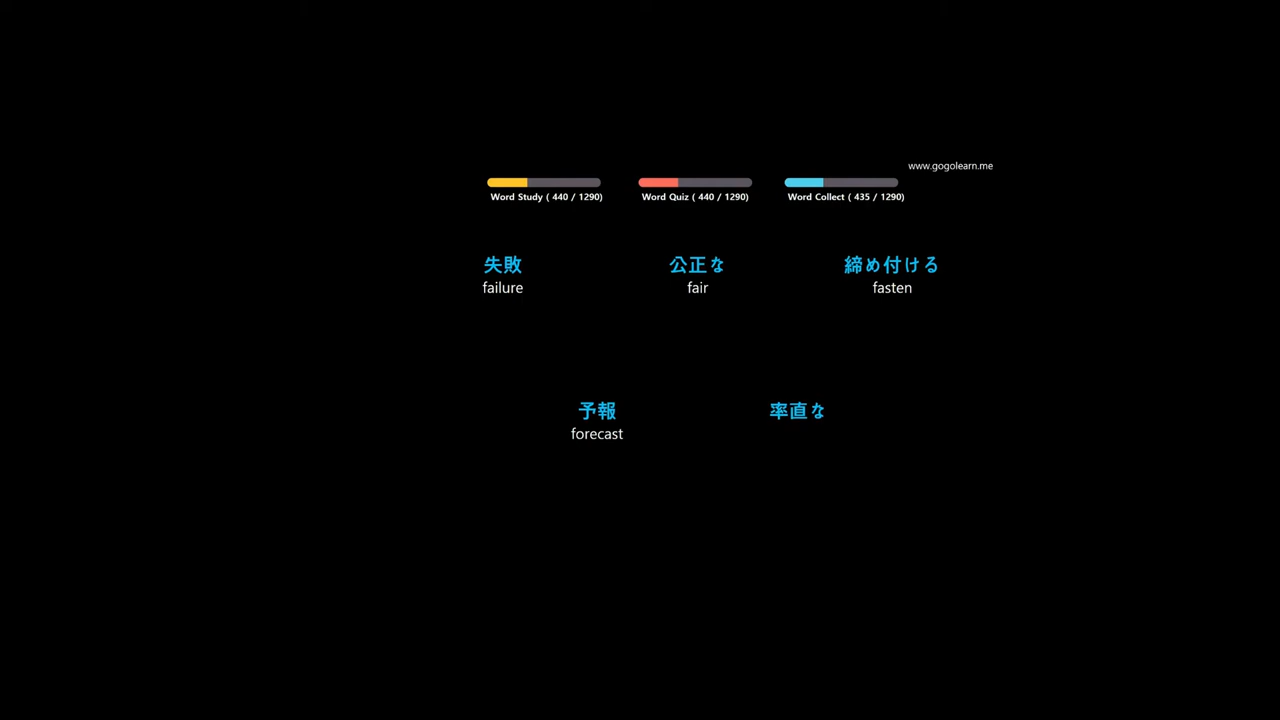 www.gogolearn.me
Word Study ( 440 / 1290)
Word Quiz ( 440 / 1290)
Word Collect ( 435 / 1290)
失敗
failure
公正な
fair
締め付ける
fasten
予報
forecast
率直な